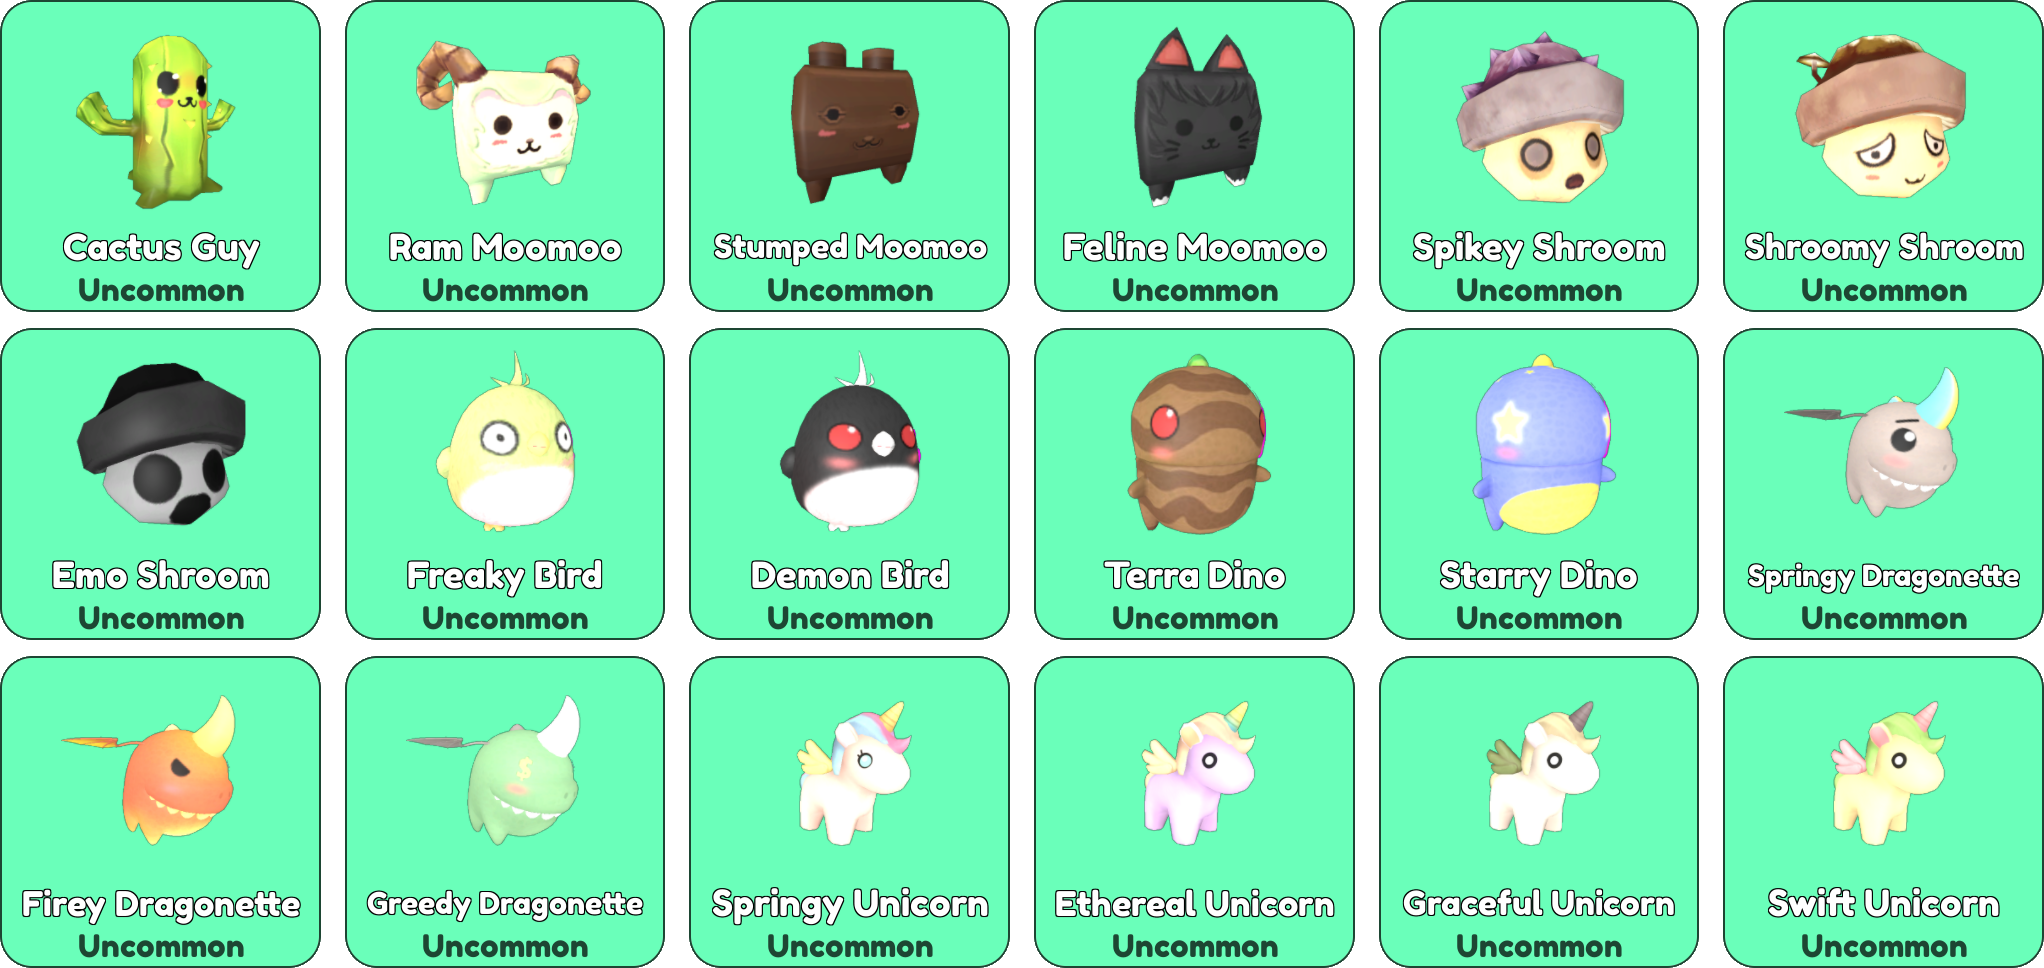 Cactus Guy
Uncommon
Ram Moomoo
Uncommon
Stumped Moomoo
Uncommon
Feline Moomoo
Uncommon
Spikey Shroom
Uncommon
Shroomy Shroom
Uncommon
Emo Shroom
Uncommon
Freaky Bird
Uncommon
Demon Bird
Uncommon
Terra Dino
Uncommon
Starry Dino
Uncommon
Springy Dragonette
Uncommon
Firey Dragonette
Uncommon
$
Greedy Dragonette
Uncommon
Springy Unicorn
Uncommon
Ethereal Unicorn
Uncommon
Graceful Unicorn
Uncommon
Swift Unicorn
Uncommon